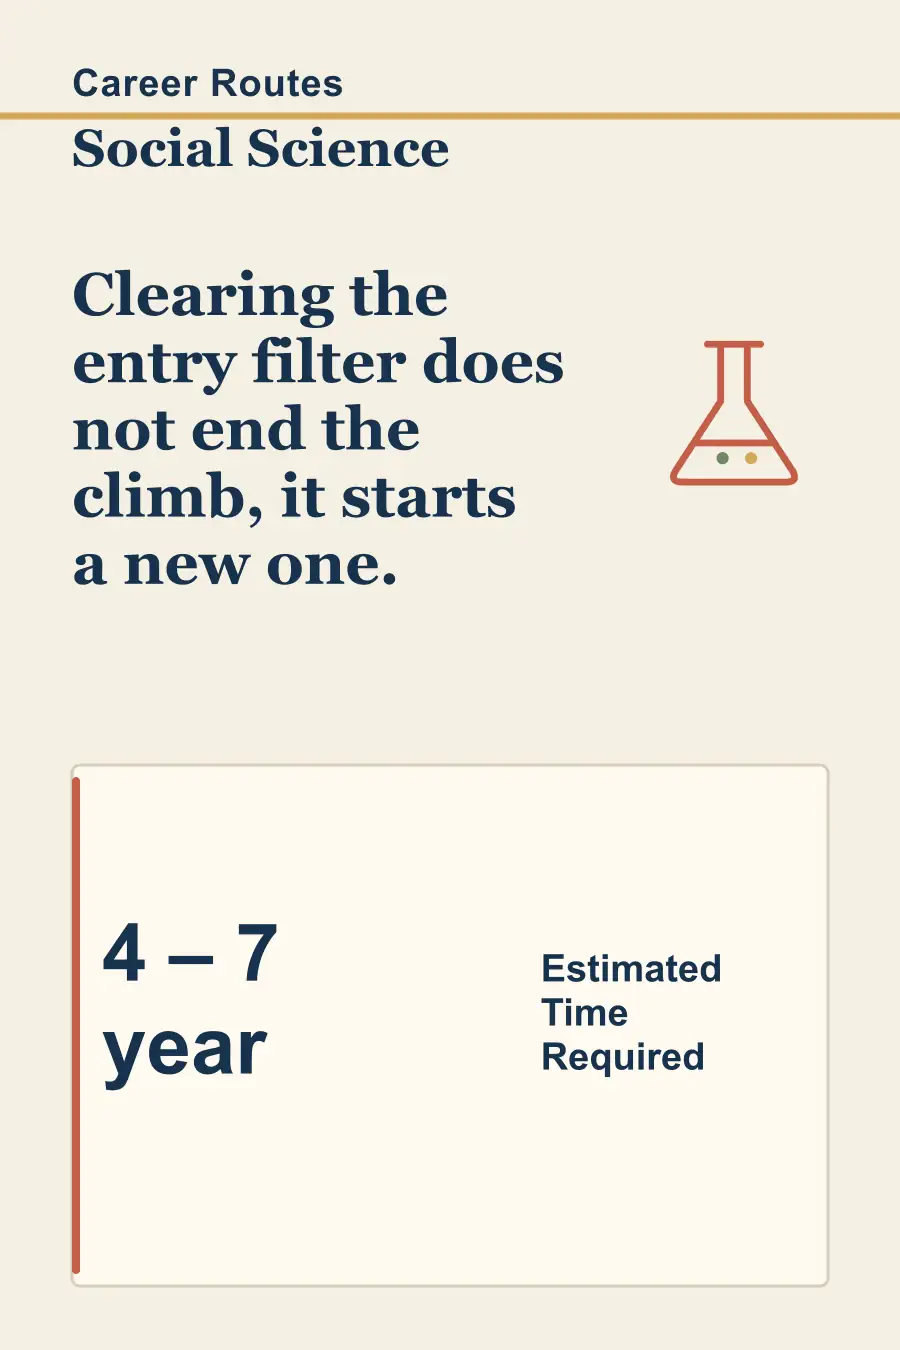 Career Routes
Social Science
Clearing the
entry filter does
not end the
climb, it starts
a new one.
4 – 7
year
Estimated
Time
Required